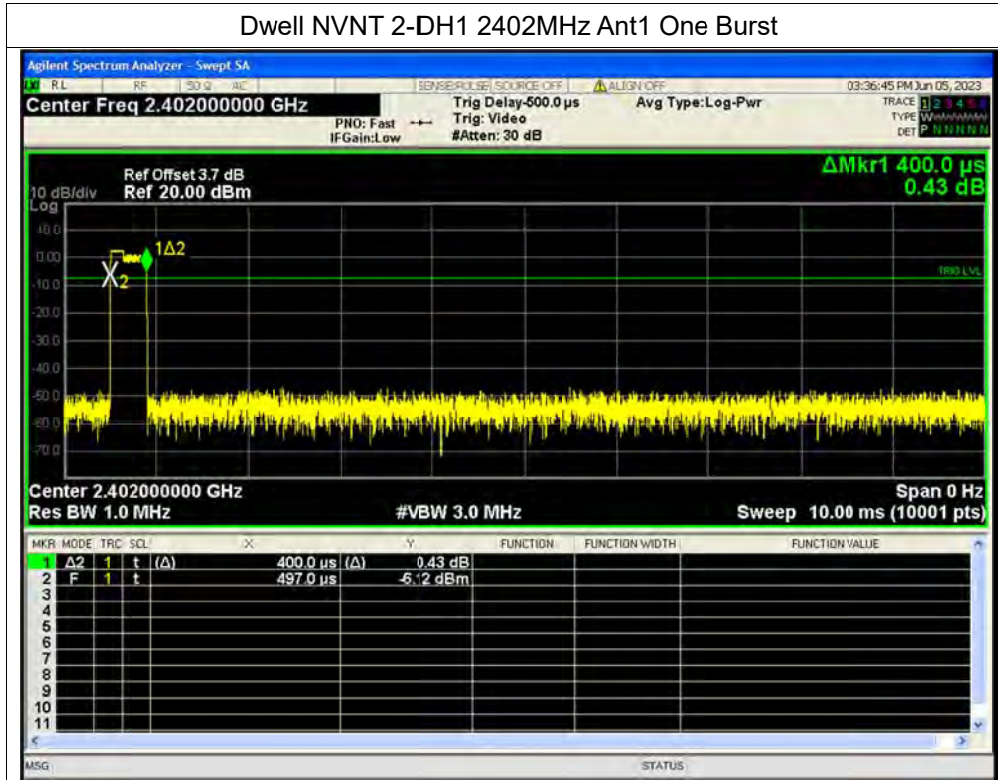 Dwell NVNT 2-DH1 2402MHz Ant1 One Burst
Agilent Spectrum Analyzer - Swept SA
RL RF 50 Ω AC SENSE:PULSE SOURCE OFF ALIGN OFF 03:36:45 PM Jun 05, 2023
Center Freq 2.402000000 GHz
Trig Delay-500.0 µs Avg Type:Log-Pwr TRACE 1 2 3 4 5 6
PNO: Fast Trig: Video TYPE W
IFGain:Low #Atten: 30 dB DET P N N N N N
ΔMkr1 400.0 µs
0.43 dB
Ref Offset 3.7 dB
10 dB/div Ref 20.00 dBm
Log
10.0
0.00
1Δ2
-10.0
X2
TRIG LVL
-20.0
-30.0
-40.0
-50.0
-60.0
-70.0
Center 2.402000000 GHz Span 0 Hz
Res BW 1.0 MHz #VBW 3.0 MHz Sweep 10.00 ms (10001 pts)
MKR MODE TRC SCL X Y FUNCTION FUNCTION WIDTH FUNCTION VALUE
1 Δ2 1 t (Δ) 400.0 µs (Δ) 0.43 dB
2 F 1 t 497.0 µs -6.12 dBm
3
4
5
6
7
8
9
10
11
MSG STATUS